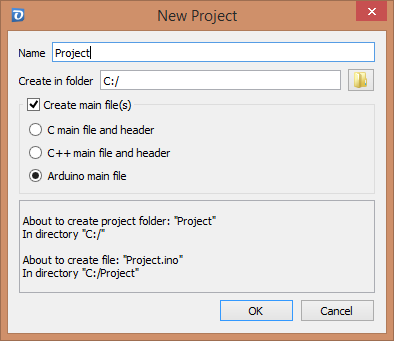 New Project
Name Project
Create in folder C:/
Create main file(s)
C main file and header
C++ main file and header
Arduino main file
About to create project folder: "Project"
In directory "C:/"
About to create file: "Project.ino"
In directory "C:/Project"
OK Cancel